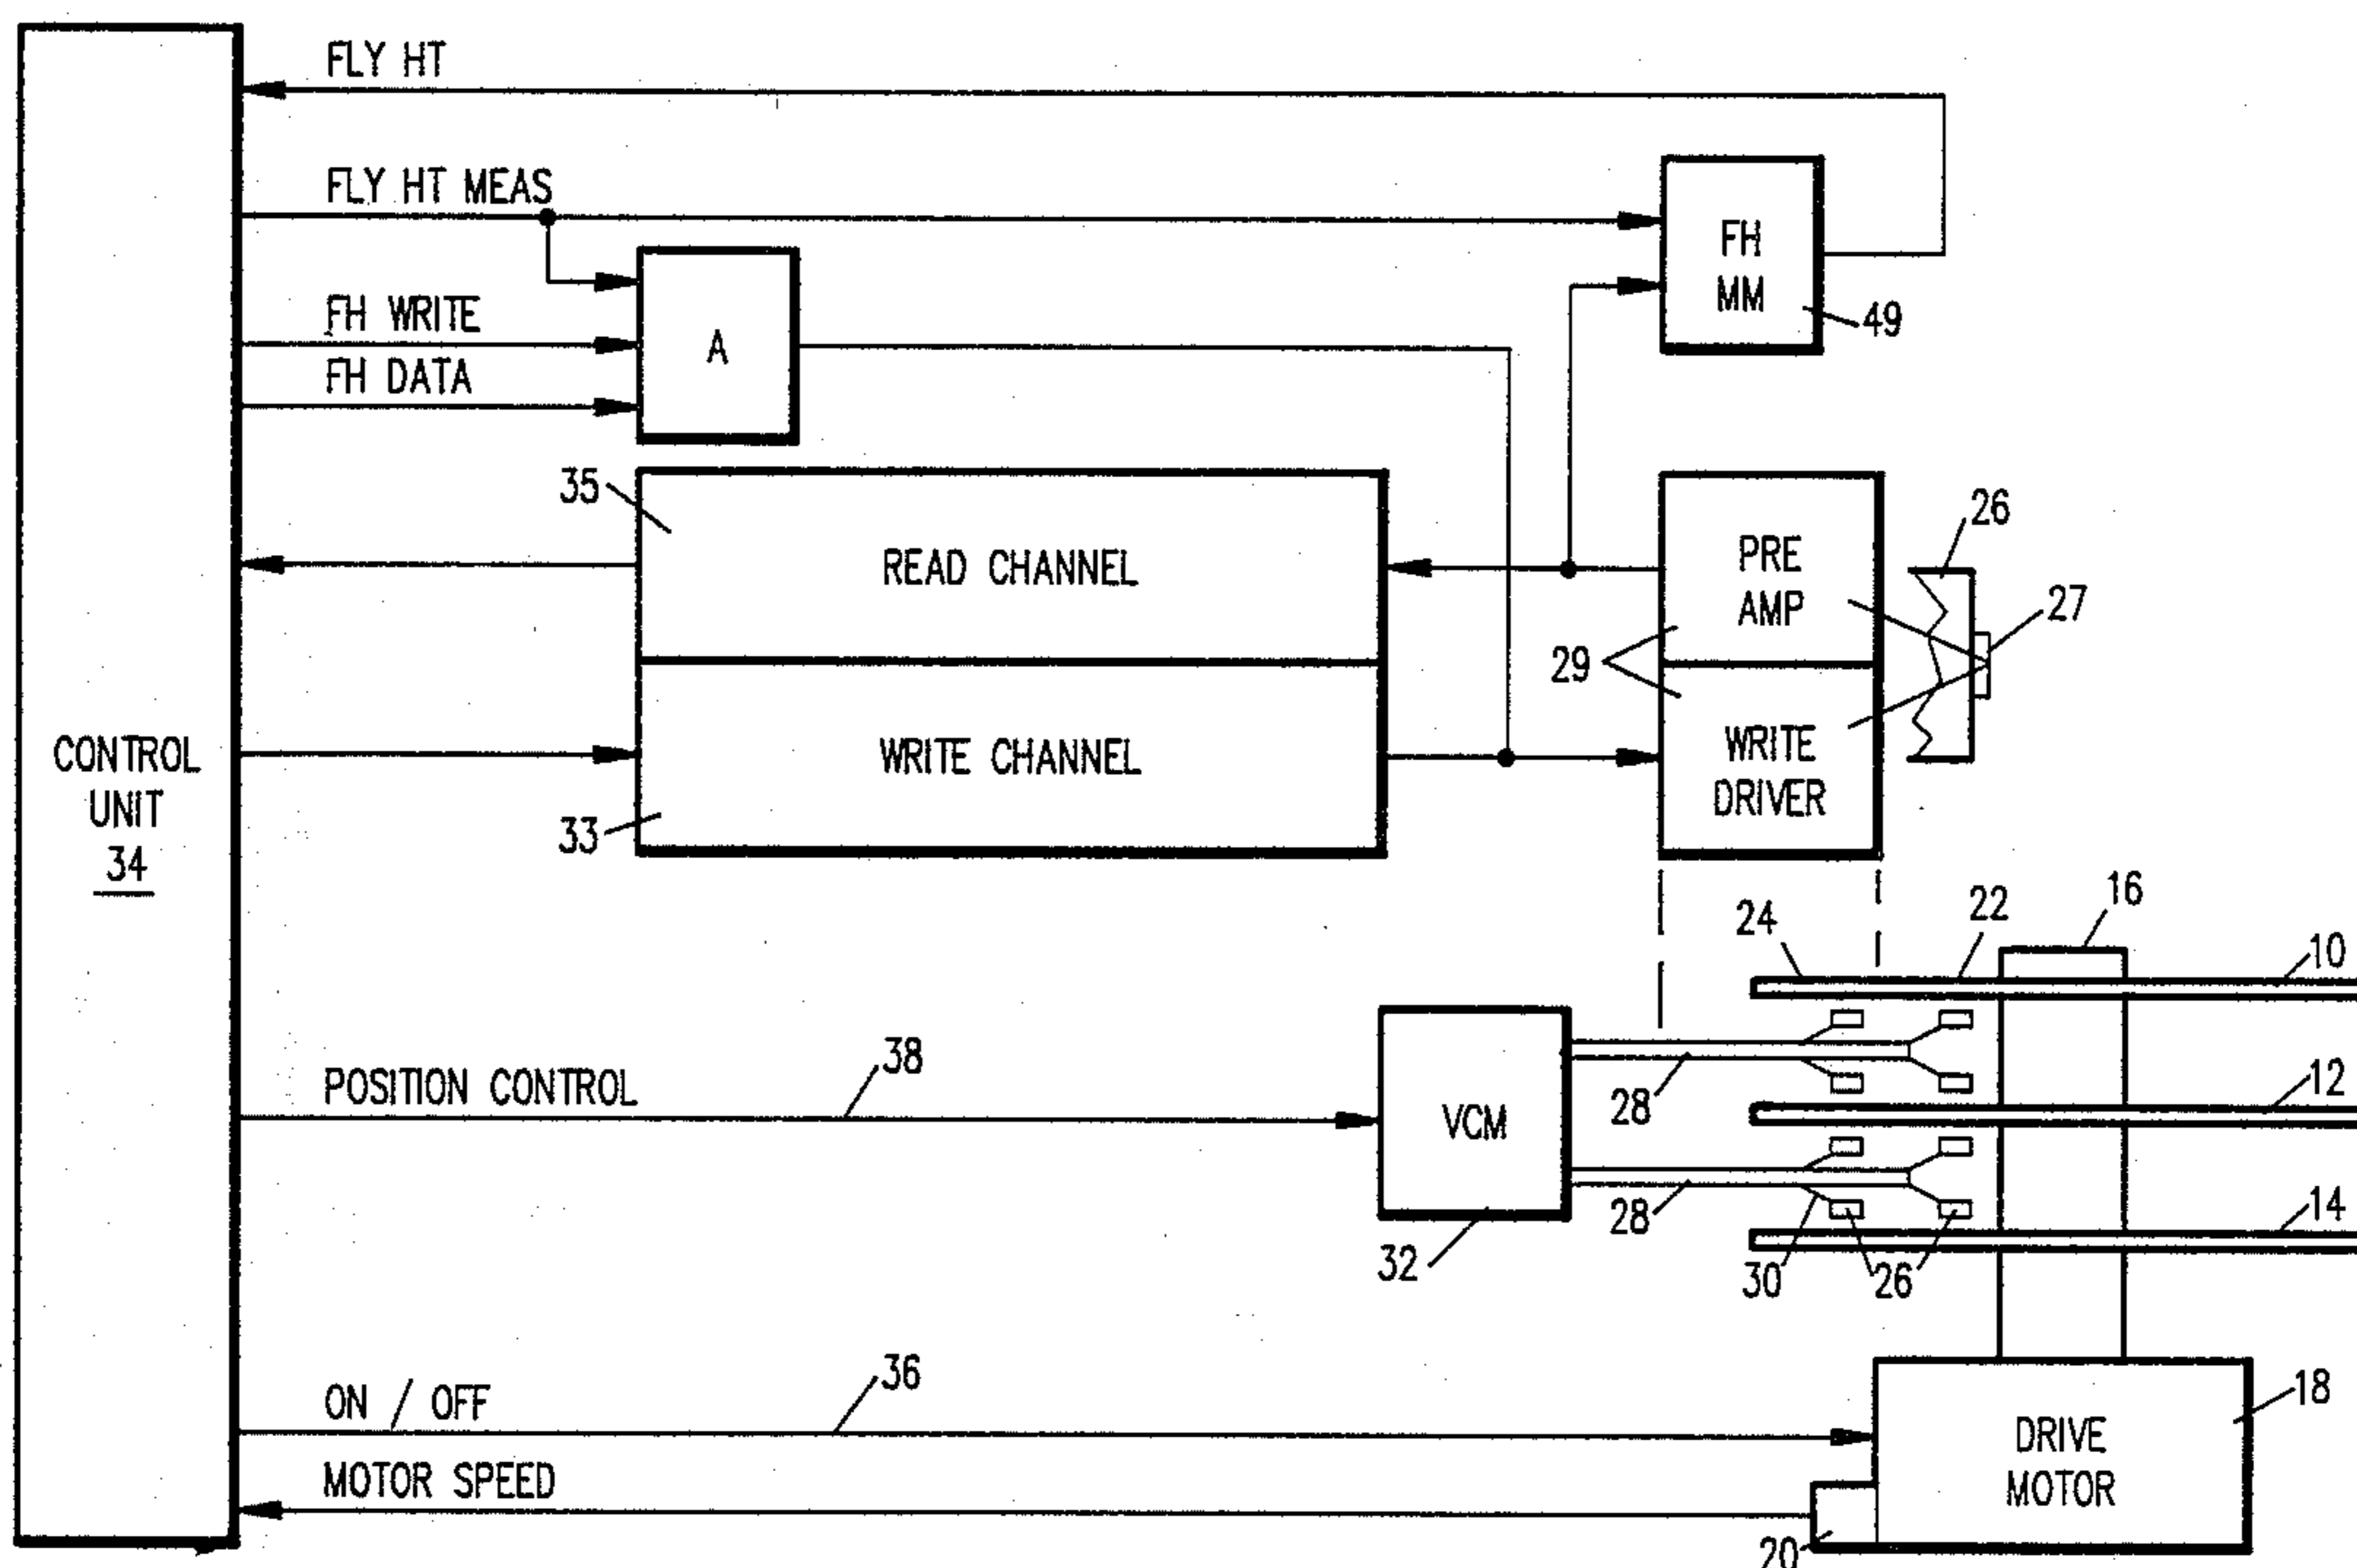 FLY HT
FLY HT MEAS
FH
MM
49
FH WRITE
A
FH DATA
35
READ CHANNEL
PRE
AMP
26
27
29
CONTROL
UNIT
34
WRITE CHANNEL
33
WRITE
DRIVER
24
22
16
10
POSITION CONTROL
38
VCM
28
12
28
14
32
30
26
ON / OFF
36
18
DRIVE
MOTOR
MOTOR SPEED
20